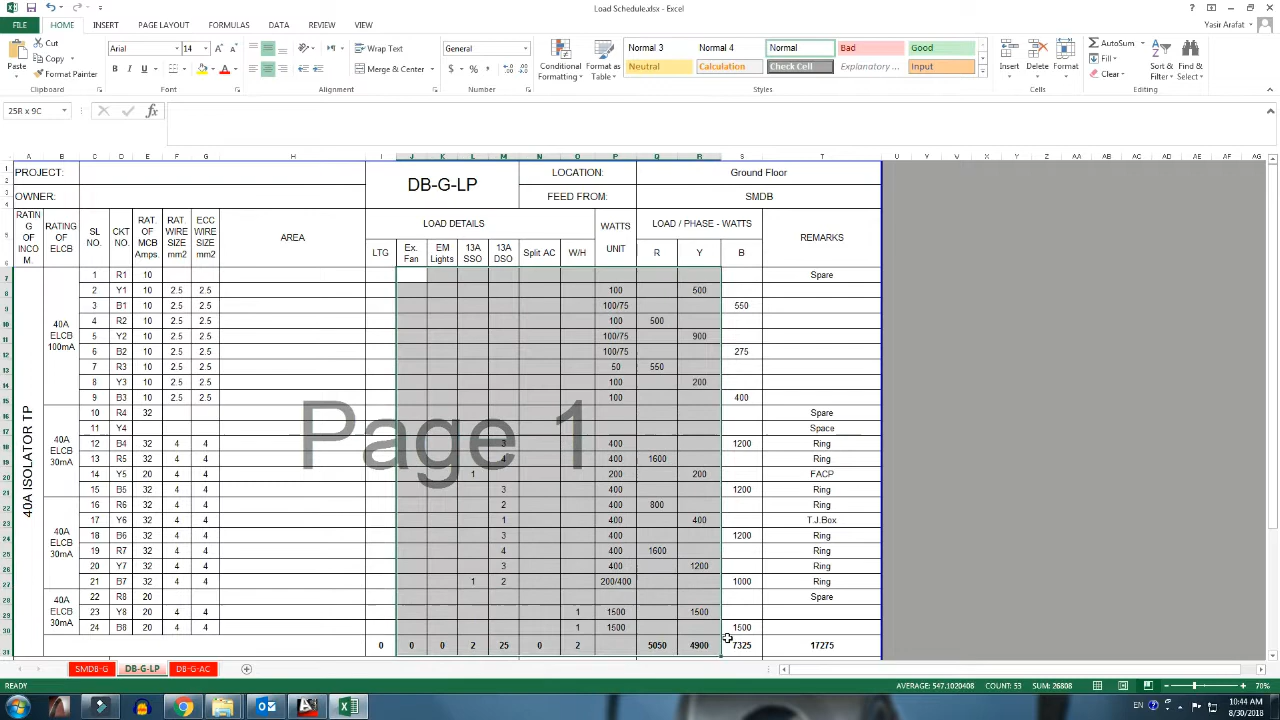 Load Schedule.xlsx - Excel
FILE HOME INSERT PAGE LAYOUT FORMULAS DATA REVIEW VIEW Yasir Arafat
Cut
Copy
Format Painter
Paste
Clipboard
Arial 14
B I U
Font
Wrap Text
Merge & Center
Alignment
General
Number
Conditional Formatting
Format as Table
Normal 3 Normal 4 Normal Bad Good
Neutral Calculation Check Cell Explanatory ... Input
Styles
Insert Delete Format
Cells
AutoSum
Fill
Clear
Sort & Filter
Find & Select
Editing
25R x 9C
A B C D E F G H I J K L M N O P Q R S T U V W X Y Z AA AB AC AD AE AF AG
PROJECT: DB-G-LP LOCATION: Ground Floor
OWNER: FEED FROM: SMDB
RATIN G OF INCO M. RATING OF ELCB SL NO. CKT NO. RAT. OF MCB Amps. RAT. WIRE SIZE mm2 ECC WIRE SIZE mm2 AREA LOAD DETAILS WATTS UNIT LOAD / PHASE - WATTS REMARKS
LTG Ex. Fan EM Lights 13A SSO 13A DSO Split AC W/H R Y B
40A ISOLATOR TP
40A ELCB 100mA
1 R1 10 Spare
2 Y1 10 2.5 2.5 100 500
3 B1 10 2.5 2.5 100/75 550
4 R2 10 2.5 2.5 100 500
5 Y2 10 2.5 2.5 100/75 900
6 B2 10 2.5 2.5 100/75 275
7 R3 10 2.5 2.5 50 550
8 Y3 10 2.5 2.5 100 200
9 B3 10 2.5 2.5 100 400
40A ELCB 30mA
10 R4 32 Spare
11 Y4 Space
12 B4 32 4 4 3 400 1200 Ring
13 R5 32 4 4 4 400 1600 Ring
14 Y5 20 4 4 1 200 200 FACP
15 B5 32 4 4 3 400 1200 Ring
40A ELCB 30mA
16 R6 32 4 4 2 400 800 Ring
17 Y6 32 4 4 1 400 400 T.J.Box
18 B6 32 4 4 3 400 1200 Ring
19 R7 32 4 4 4 400 1600 Ring
20 Y7 32 4 4 3 400 1200 Ring
21 B7 32 4 4 1 2 200/400 1000 Ring
40A ELCB 30mA
22 R8 20 Spare
23 Y8 20 4 4 1 1500 1500
24 B8 20 4 4 1 1500 1500
0 0 0 2 25 0 2 5050 4900 7325 17275
Page 1
SMDB-G DB-G-LP DB-G-AC
READY AVERAGE: 547.1020408 COUNT: 53 SUM: 26808 70%
EN 10:44 AM
8/30/2018